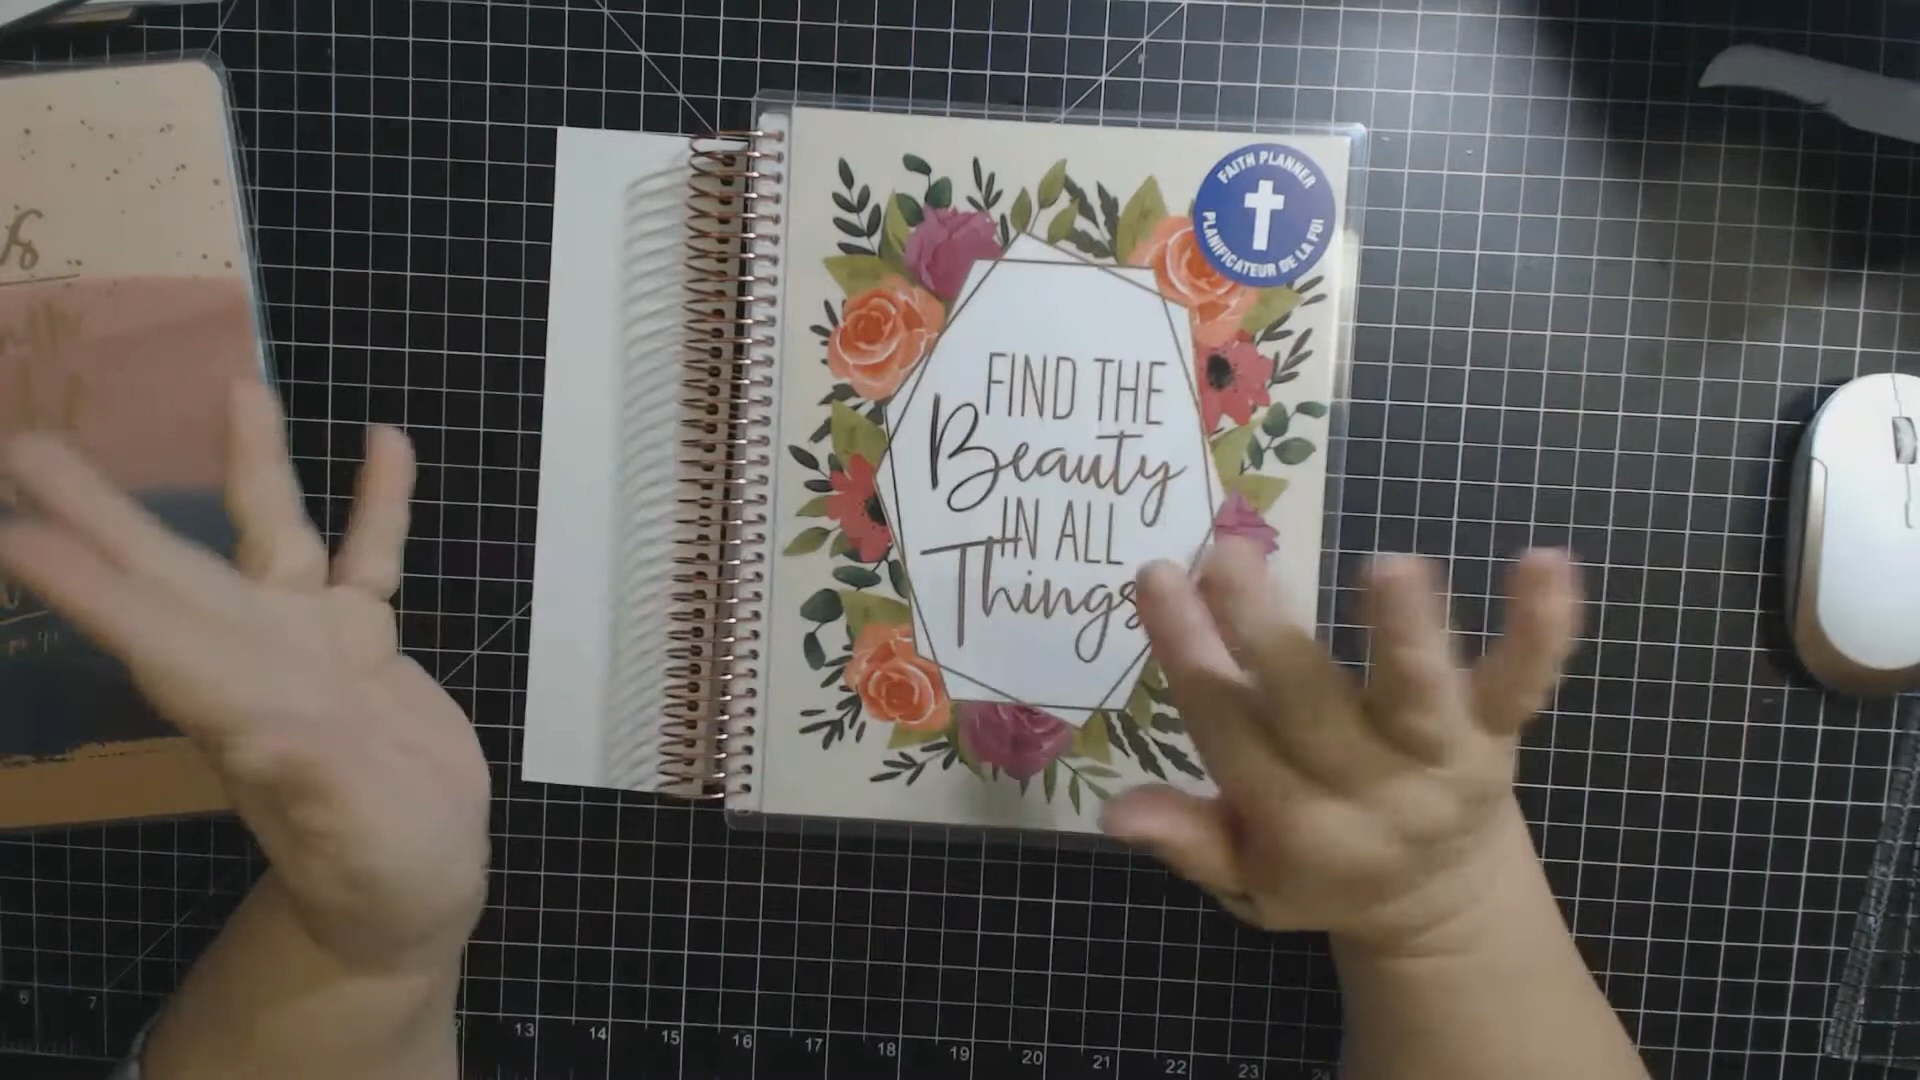 FAITH PLANNER
PLANIFICATEUR DE LA FOI
FIND THE
Beauty
IN ALL
Things
6 7 13 14 15 16 17 18 19 20 21 22 23